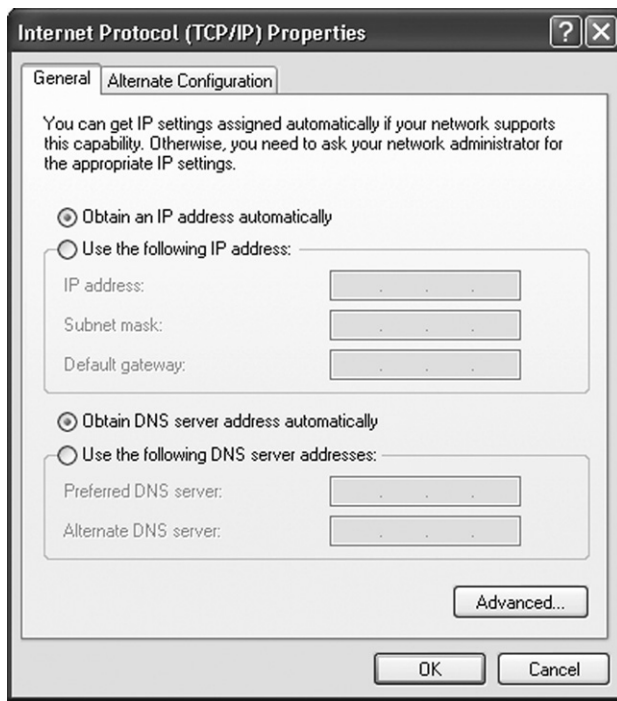 Internet Protocol (TCP/IP) Properties
General
Alternate Configuration
You can get IP settings assigned automatically if your network supports
this capability. Otherwise, you need to ask your network administrator for
the appropriate IP settings.
Obtain an IP address automatically
Use the following IP address:
IP address:
Subnet mask:
Default gateway:
Obtain DNS server address automatically
Use the following DNS server addresses:
Preferred DNS server:
Alternate DNS server:
Advanced...
OK
Cancel